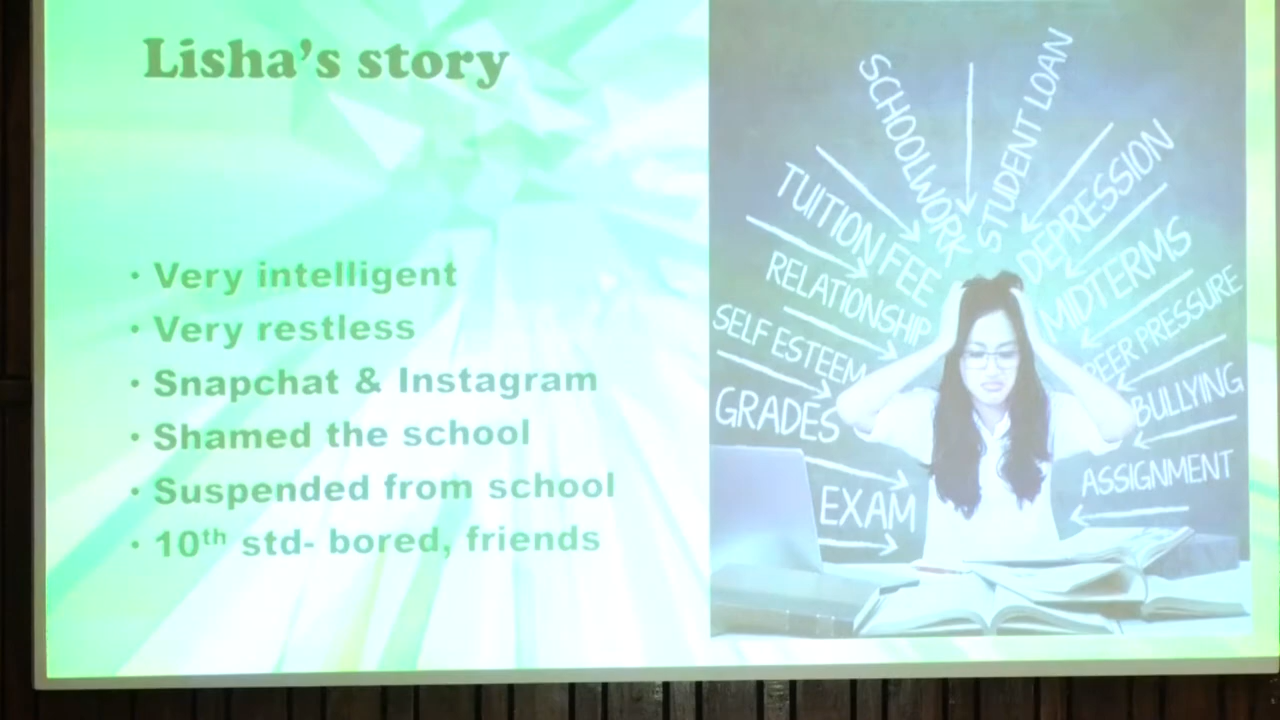 Lisha's story
• Very intelligent
• Very restless
• Snapchat & Instagram
• Shamed the school
• Suspended from school
• 10th std- bored, friends
SCHOOLWORK
STUDENT LOAN
TUITION FEE
DEPRESSION
RELATIONSHIP
MIDTERMS
SELF ESTEEM
PEER PRESSURE
GRADES
BULLYING
EXAM
ASSIGNMENT